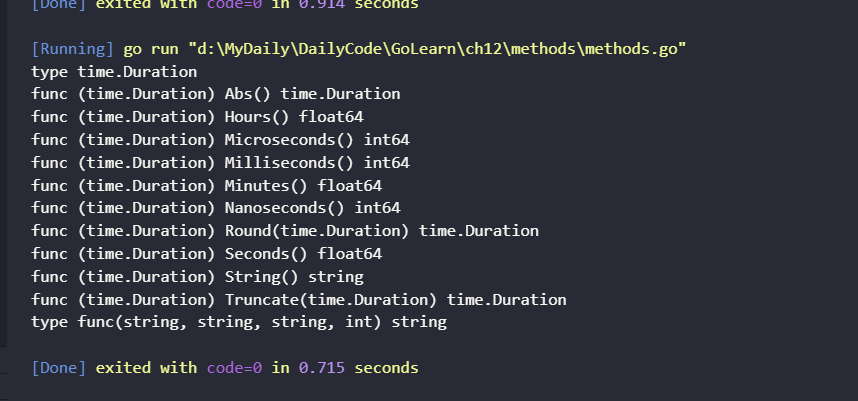 [Done] exited with code=0 in 0.914 seconds
[Running] go run "d:\MyDaily\DailyCode\GoLearn\ch12\methods\methods.go"
type time.Duration
func (time.Duration) Abs() time.Duration
func (time.Duration) Hours() float64
func (time.Duration) Microseconds() int64
func (time.Duration) Milliseconds() int64
func (time.Duration) Minutes() float64
func (time.Duration) Nanoseconds() int64
func (time.Duration) Round(time.Duration) time.Duration
func (time.Duration) Seconds() float64
func (time.Duration) String() string
func (time.Duration) Truncate(time.Duration) time.Duration
type func(string, string, string, int) string
[Done] exited with code=0 in 0.715 seconds